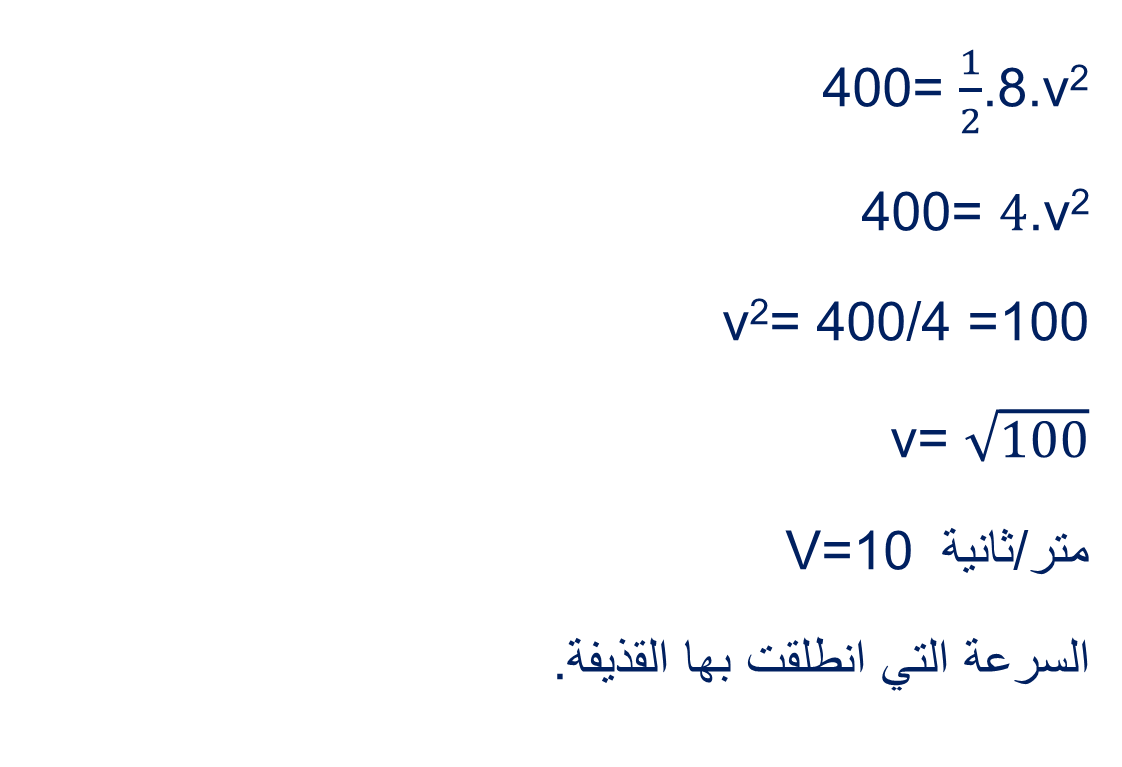 400= 1/2.8.v²
400= 4.v²
v²= 400/4 =100
v= √100
V=10 متر/ثانية
السرعة التي انطلقت بها القذيفة.